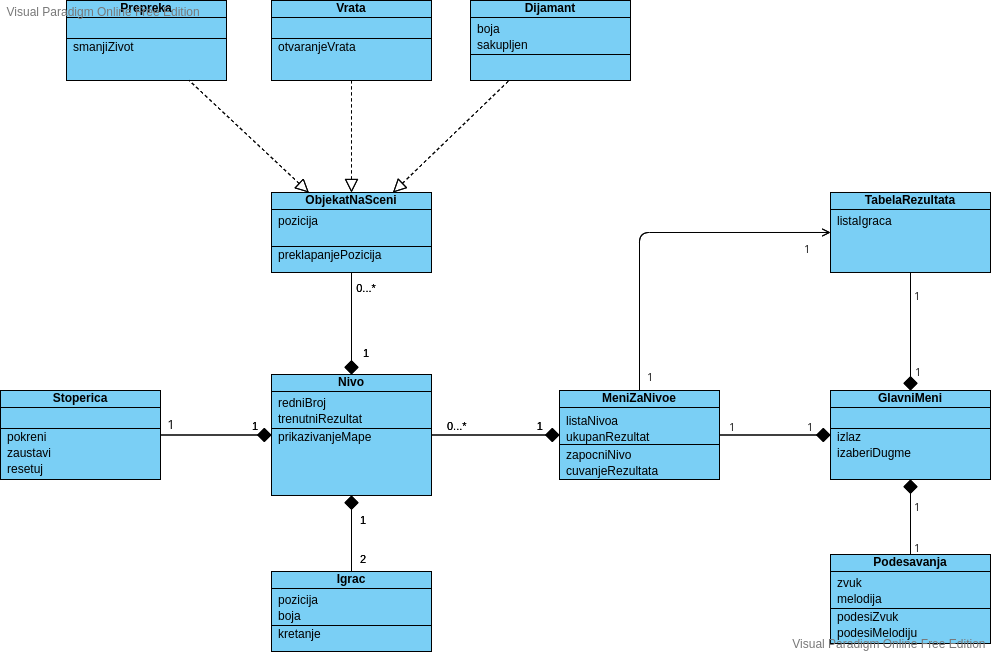 Visual Paradigm Online Free Edition
Prepreka
smanjiZivot
Vrata
otvaranjeVrata
Dijamant
boja
sakupljen
ObjekatNaSceni
pozicija
preklapanjePozicija
0...*
1
TabelaRezultata
listaIgraca
1
1
1
1
Stoperica
pokreni
zaustavi
resetuj
1
1
Nivo
redniBroj
trenutniRezultat
prikazivanjeMape
0...*
1
MeniZaNivoe
listaNivoa
ukupanRezultat
zapocniNivo
cuvanjeRezultata
1
1
GlavniMeni
izlaz
izaberiDugme
1
2
1
1
Igrac
pozicija
boja
kretanje
Podesavanja
zvuk
melodija
podesiZvuk
podesiMelodiju
Visual Paradigm Online Free Edition